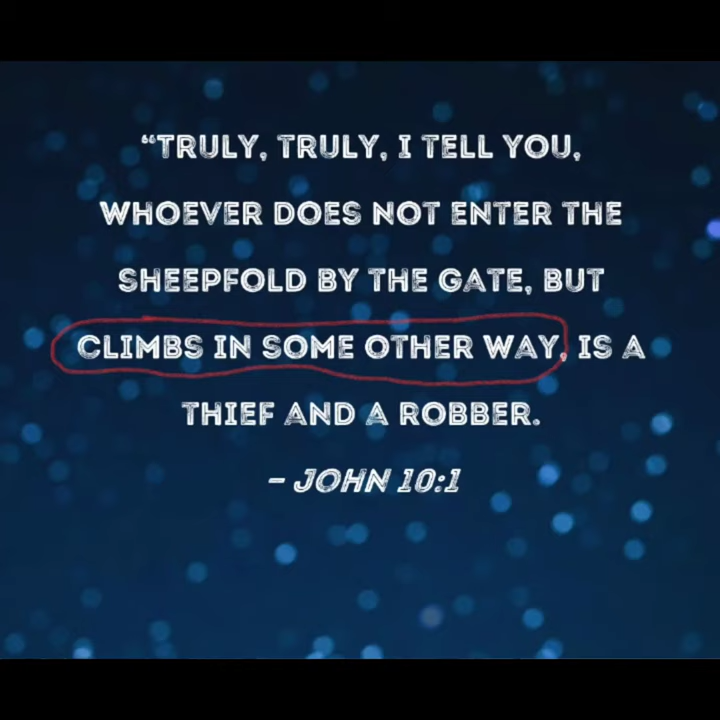 “TRULY, TRULY, I TELL YOU,
WHOEVER DOES NOT ENTER THE
SHEEPFOLD BY THE GATE, BUT
CLIMBS IN SOME OTHER WAY, IS A
THIEF AND A ROBBER.
– JOHN 10:1